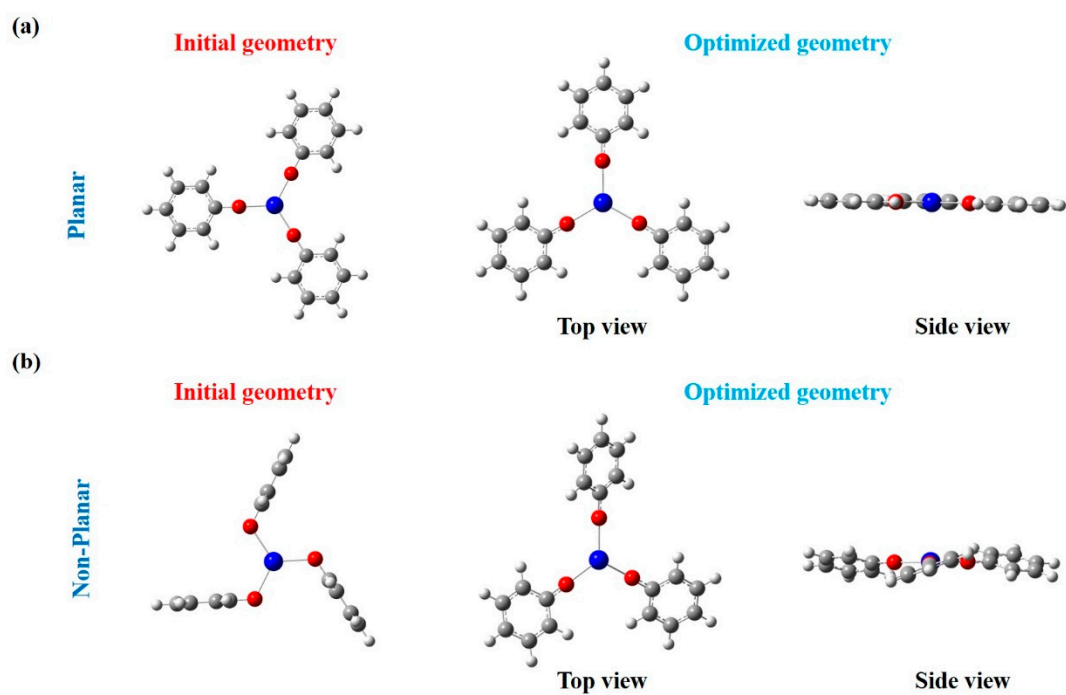 (a)
Initial geometry
Optimized geometry
Planar
Top view
Side view
(b)
Initial geometry
Optimized geometry
Non-Planar
Top view
Side view